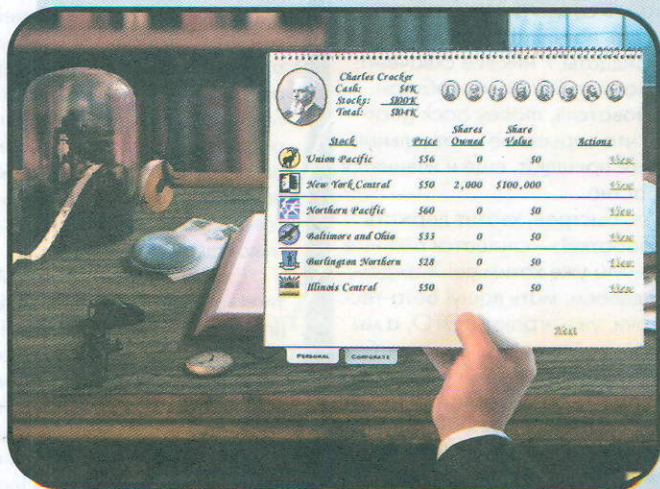 Charles Crocker
Cash: $4K
Stocks: $100K
Total: $104K
Stock Price Shares Owned Share Value Actions
Union Pacific $56 0 $0 View
New York Central $50 2,000 $100,000 View
Northern Pacific $60 0 $0 View
Baltimore and Ohio $33 0 $0 View
Burlington Northern $28 0 $0 View
Illinois Central $50 0 $0 View
Next
PERSONAL CORPORATE